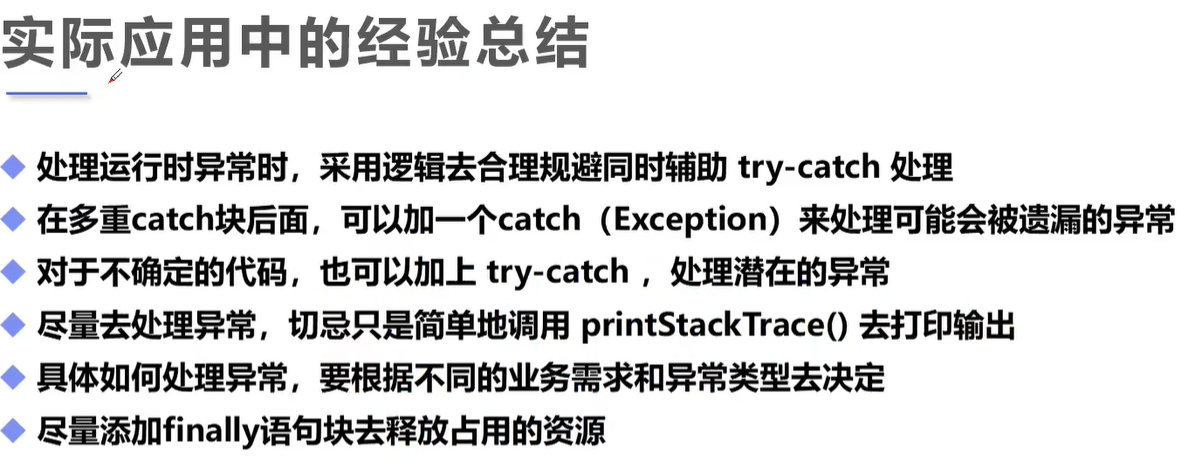 实际应用中的经验总结
处理运行时异常时，采用逻辑去合理规避同时辅助 try-catch 处理
在多重catch块后面，可以加一个catch（Exception）来处理可能会被遗漏的异常
对于不确定的代码，也可以加上 try-catch ，处理潜在的异常
尽量去处理异常，切忌只是简单地调用 printStackTrace() 去打印输出
具体如何处理异常，要根据不同的业务需求和异常类型去决定
尽量添加finally语句块去释放占用的资源